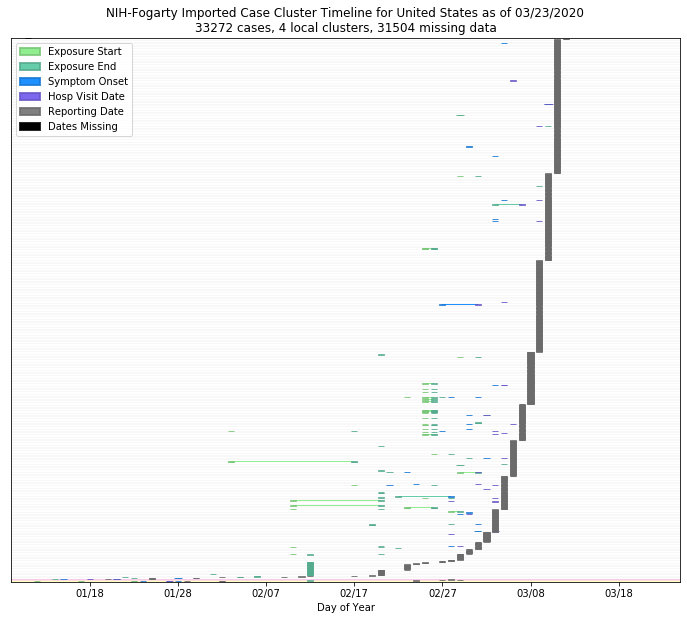 NIH-Fogarty Imported Case Cluster Timeline for United States as of 03/23/2020
33272 cases, 4 local clusters, 31504 missing data
Exposure Start
Exposure End
Symptom Onset
Hosp Visit Date
Reporting Date
Dates Missing
01/18 01/28 02/07 02/17 02/27 03/08 03/18
Day of Year